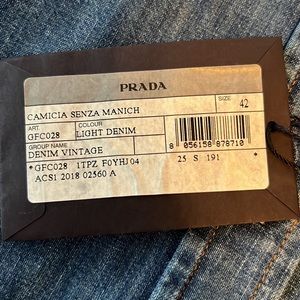 PRADA
CAMICIA SENZA MANICH
SIZE
42
ART.
COLOUR
GFC028
LIGHT DENIM
GROUP NAME
DENIM VINTAGE
8 056158 878710
*GFC028 1TPZ F0YHJ 04
25 S 191
*
ACS1 2018 02560 A